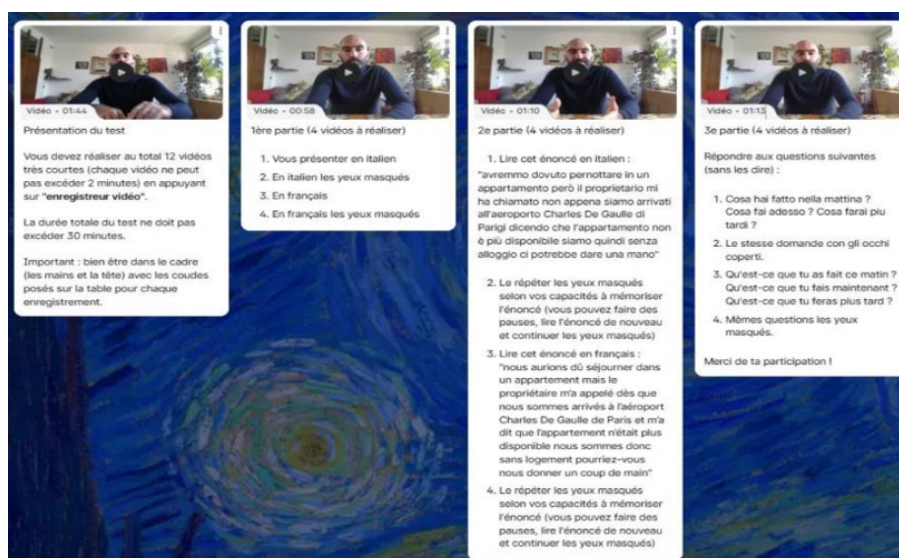 Vidéo • 01:44
Présentation du test
Vous devez réaliser au total 12 vidéos
très courtes (chaque vidéo ne peut
pas excéder 2 minutes) en appuyant
sur "enregistreur vidéo".
La durée totale du test ne doit pas
excéder 30 minutes.
Important : bien être dans le cadre
(les mains et la tête) avec les coudes
posés sur la table pour chaque
enregistrement.
Vidéo • 00:58
1ère partie (4 vidéos à réaliser)
1. Vous présenter en italien
2. En italien les yeux masqués
3. En français
4. En français les yeux masqués
Vidéo • 01:10
2e partie (4 vidéos à réaliser)
1. Lire cet énoncé en italien :
"avremmo dovuto pernottare in un
appartamento però il proprietario mi
ha chiamato non appena siamo arrivati
all'aeroporto Charles De Gaulle di
Parigi dicendo che l'appartamento non
è più disponibile siamo quindi senza
alloggio ci potrebbe dare una mano"
2. Le répéter les yeux masqués
selon vos capacités à mémoriser
l'énoncé (vous pouvez faire des
pauses, lire l'énoncé de nouveau
et continuer les yeux masqués)
3. Lire cet énoncé en français :
"nous aurions dû séjourner dans
un appartement mais le
propriétaire m'a appelé dès que
nous sommes arrivés à l'aéroport
Charles De Gaulle de Paris et m'a
dit que l'appartement n'était plus
disponible nous sommes donc
sans logement pourriez-vous
nous donner un coup de main"
4. Le répéter les yeux masqués
selon vos capacités à mémoriser
l'énoncé (vous pouvez faire des
pauses, lire l'énoncé de nouveau
et continuer les yeux masqués)
Vidéo • 01:13
3e partie (4 vidéos à réaliser)
Répondre aux questions suivantes
(sans les dire) :
1. Cosa hai fatto nella mattina ?
Cosa fai adesso ? Cosa farai piu
tardi ?
2. Le stesse domande con gli occhi
coperti.
3. Qu'est-ce que tu as fait ce matin ?
Qu'est-ce que tu fais maintenant ?
Qu'est-ce que tu feras plus tard ?
4. Mêmes questions les yeux
masqués.
Merci de ta participation !